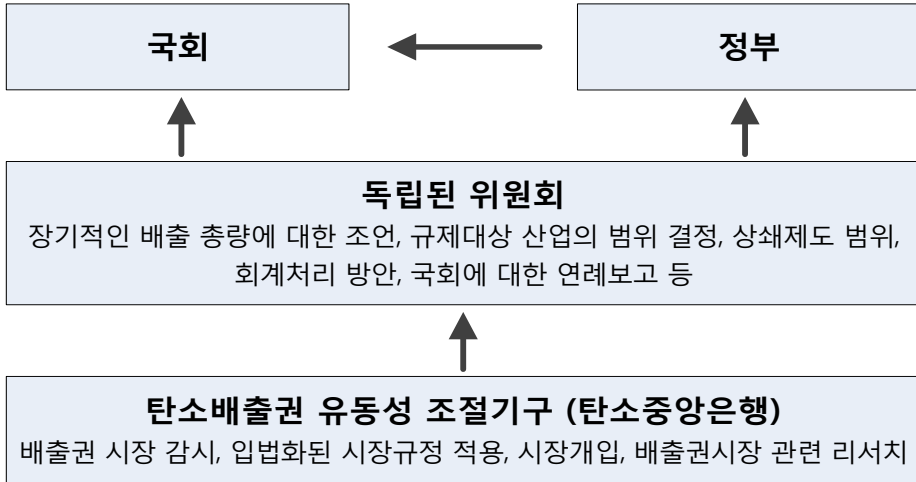 국회
정부
독립된 위원회
장기적인 배출 총량에 대한 조언, 규제대상 산업의 범위 결정, 상쇄제도 범위,
회계처리 방안, 국회에 대한 연례보고 등
탄소배출권 유동성 조절기구 (탄소중앙은행)
배출권 시장 감시, 입법화된 시장규정 적용, 시장개입, 배출권시장 관련 리서치